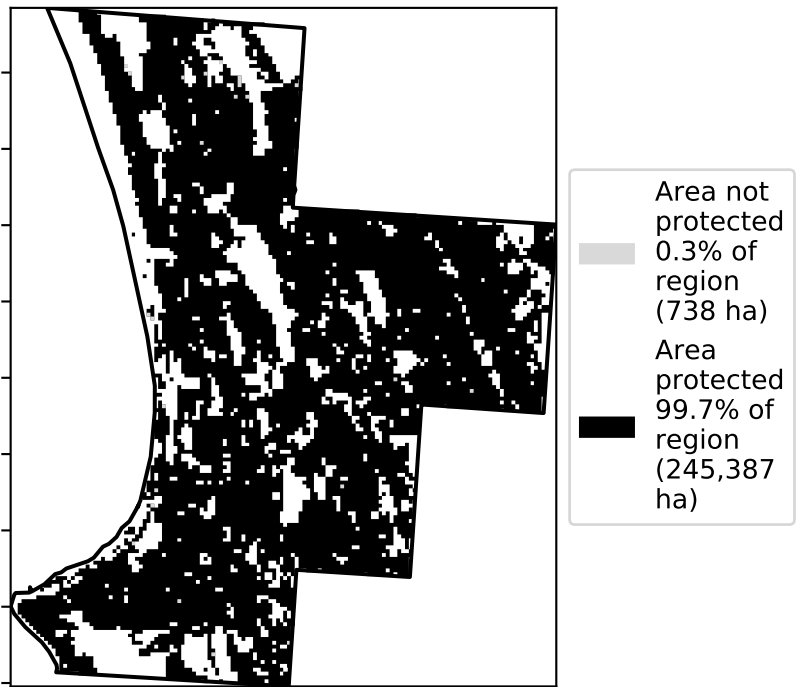 Area not
protected
0.3% of
region
(738 ha)
Area
protected
99.7% of
region
(245,387
ha)